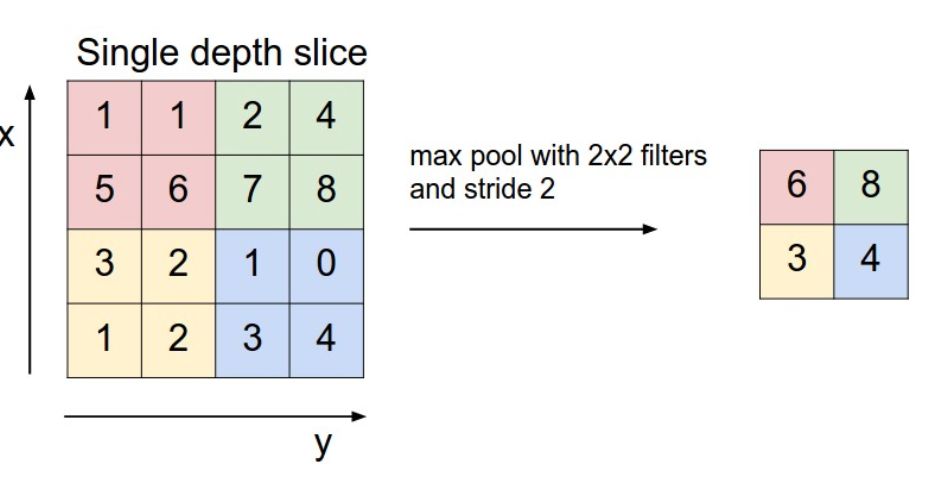 Single depth slice
x
1 1 2 4
5 6 7 8
3 2 1 0
1 2 3 4
y
max pool with 2x2 filters
and stride 2
6 8
3 4